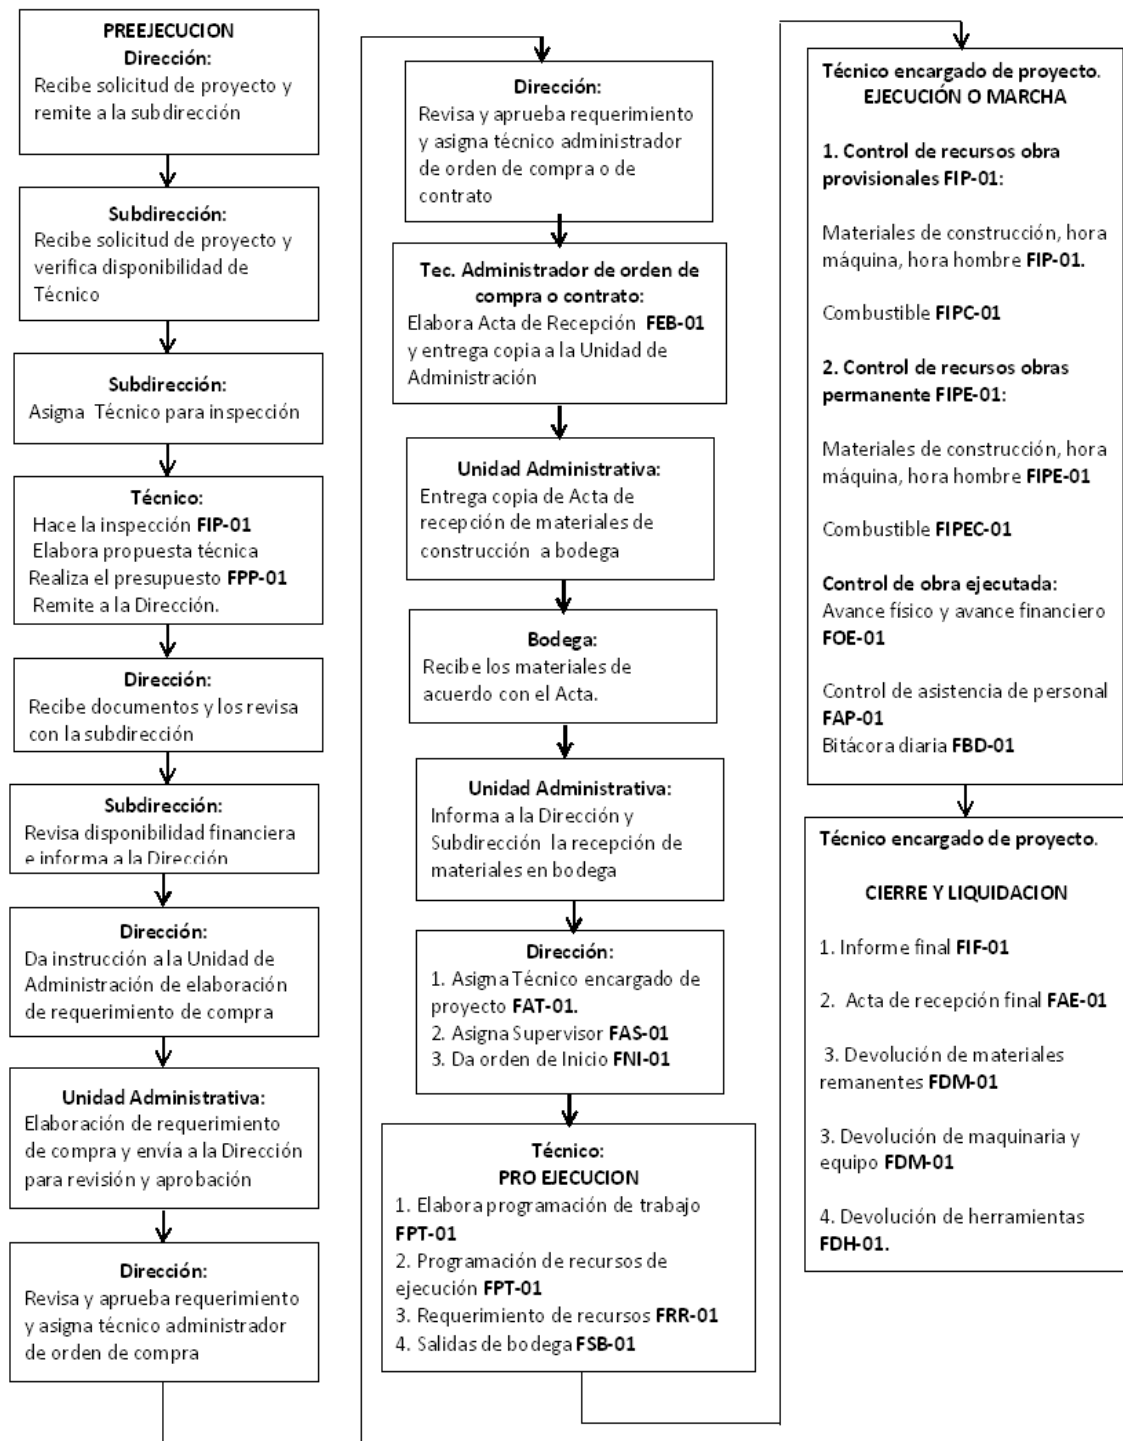 PREEJECUCION
Dirección:
Recibe solicitud de proyecto y
remite a la subdirección
Subdirección:
Recibe solicitud de proyecto y
verifica disponibilidad de
Técnico
Subdirección:
Asigna Técnico para inspección
Técnico:
Hace la inspección FIP-01
Elabora propuesta técnica
Realiza el presupuesto FPP-01
Remite a la Dirección.
Dirección:
Recibe documentos y los revisa
con la subdirección
Subdirección:
Revisa disponibilidad financiera
e informa a la Dirección
Dirección:
Da instrucción a la Unidad de
Administración de elaboración
de requerimiento de compra
Unidad Administrativa:
Elaboración de requerimiento
de compra y envía a la Dirección
para revisión y aprobación
Dirección:
Revisa y aprueba requerimiento
y asigna técnico administrador
de orden de compra
Dirección:
Revisa y aprueba requerimiento
y asigna técnico administrador
de orden de compra o de
contrato
Tec. Administrador de orden de
compra o contrato:
Elabora Acta de Recepción FEB-01
y entrega copia a la Unidad de
Administración
Unidad Administrativa:
Entrega copia de Acta de
recepción de materiales de
construcción a bodega
Bodega:
Recibe los materiales de
acuerdo con el Acta.
Unidad Administrativa:
Informa a la Dirección y
Subdirección la recepción de
materiales en bodega
Dirección:
1. Asigna Técnico encargado de
proyecto FAT-01.
2. Asigna Supervisor FAS-01
3. Da orden de Inicio FNI-01
Técnico:
PRO EJECUCION
1. Elabora programación de trabajo
FPT-01
2. Programación de recursos de
ejecución FPT-01
3. Requerimiento de recursos FRR-01
4. Salidas de bodega FSB-01
Técnico encargado de proyecto.
EJECUCIÓN O MARCHA
1. Control de recursos obra
provisionales FIP-01:
Materiales de construcción, hora
máquina, hora hombre FIP-01.
Combustible FIPC-01
2. Control de recursos obras
permanente FIPE-01:
Materiales de construcción, hora
máquina, hora hombre FIPE-01
Combustible FIPEC-01
Control de obra ejecutada:
Avance físico y avance financiero
FOE-01
Control de asistencia de personal
FAP-01
Bitácora diaria FBD-01
Técnico encargado de proyecto.
CIERRE Y LIQUIDACION
1. Informe final FIF-01
2. Acta de recepción final FAE-01
3. Devolución de materiales
remanentes FDM-01
3. Devolución de maquinaria y
equipo FDM-01
4. Devolución de herramientas
FDH-01.